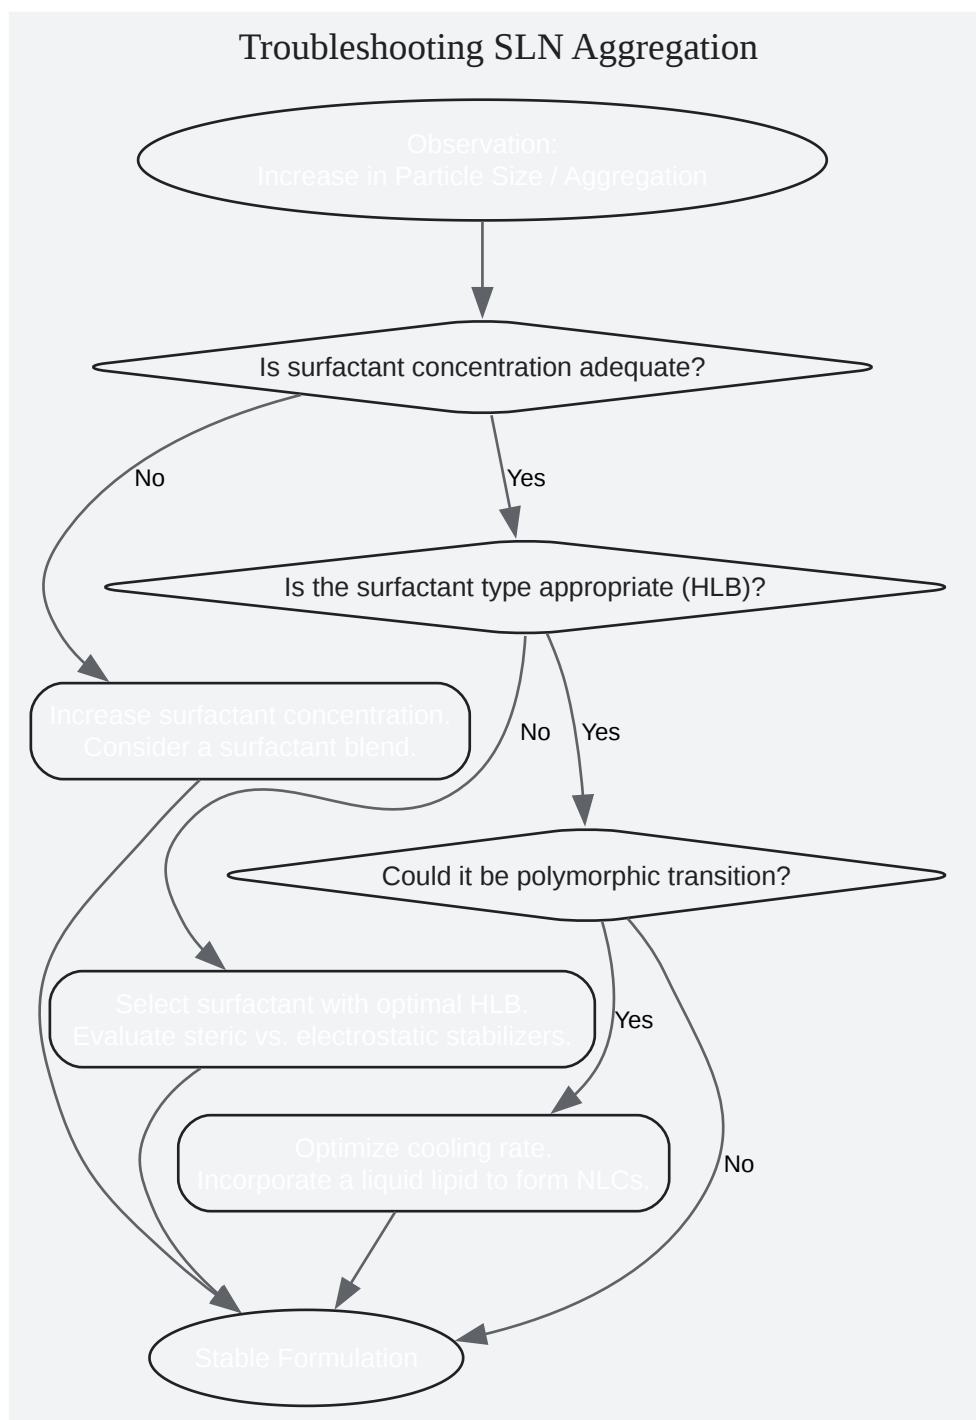 Troubleshooting SLN Aggregation
Observation:
Increase in Particle Size / Aggregation
Is surfactant concentration adequate?
No
Yes
Is the surfactant type appropriate (HLB)?
Increase surfactant concentration.
Consider a surfactant blend.
No
Yes
Could it be polymorphic transition?
Select surfactant with optimal HLB.
Evaluate steric vs. electrostatic stabilizers.
Yes
Optimize cooling rate.
Incorporate a liquid lipid to form NLCs.
No
Stable Formulation